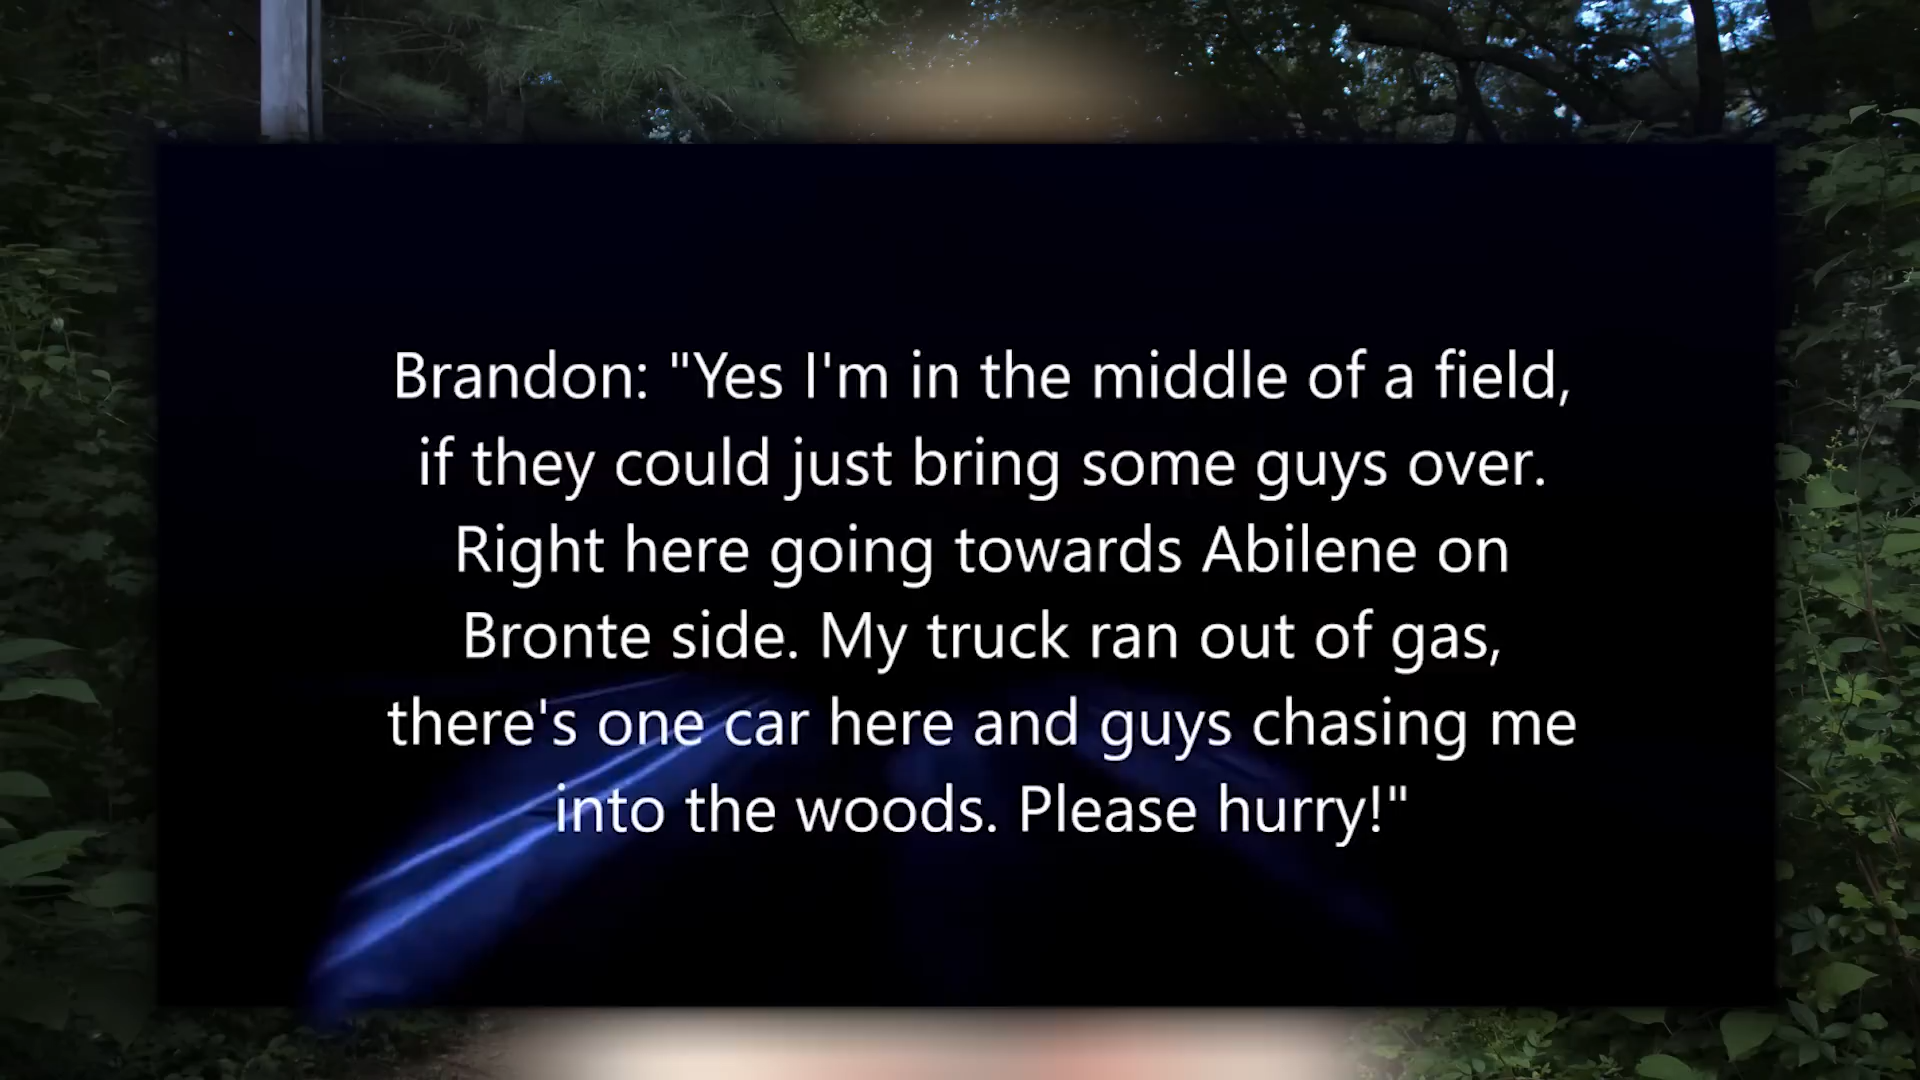 Brandon: "Yes I'm in the middle of a field,
if they could just bring some guys over.
Right here going towards Abilene on
Bronte side. My truck ran out of gas,
there's one car here and guys chasing me
into the woods. Please hurry!"